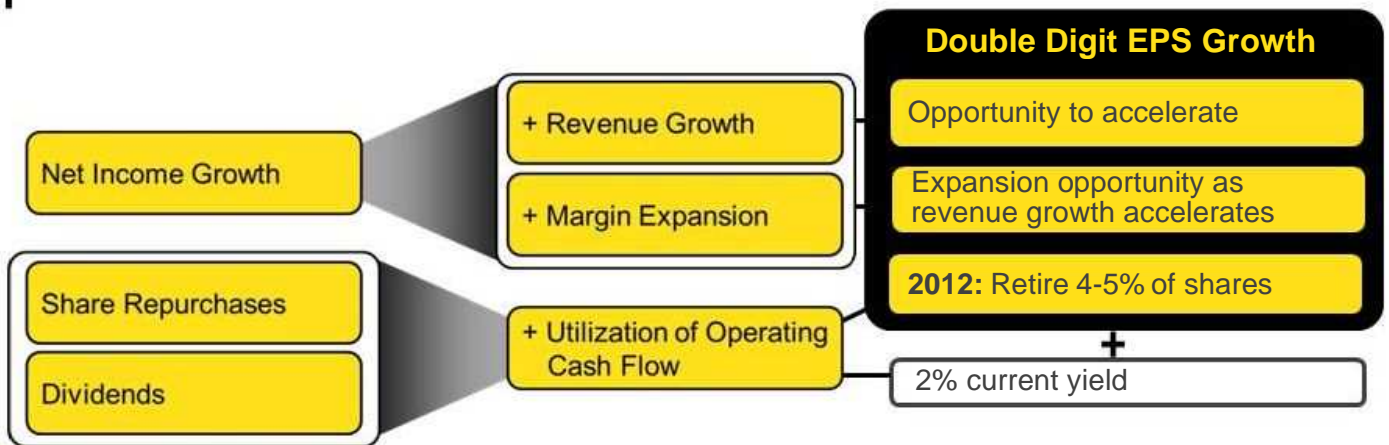 Net Income Growth
Share Repurchases
Dividends
+ Revenue Growth
+ Margin Expansion
+ Utilization of Operating
Cash Flow
Double Digit EPS Growth
Opportunity to accelerate
Expansion opportunity as
revenue growth accelerates
2012: Retire 4-5% of shares
+
2% current yield